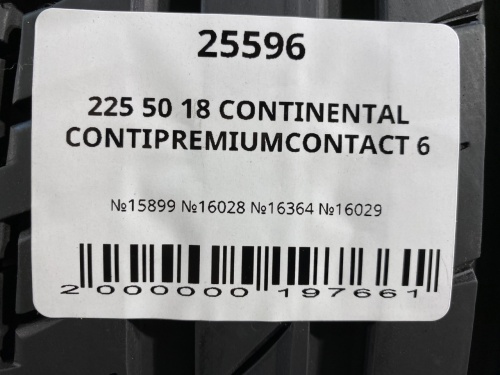 25596
225 50 18 CONTINENTAL
CONTIPREMIUMCONTACT 6
№15899 №16028 №16364 №16029
2 000000 197661